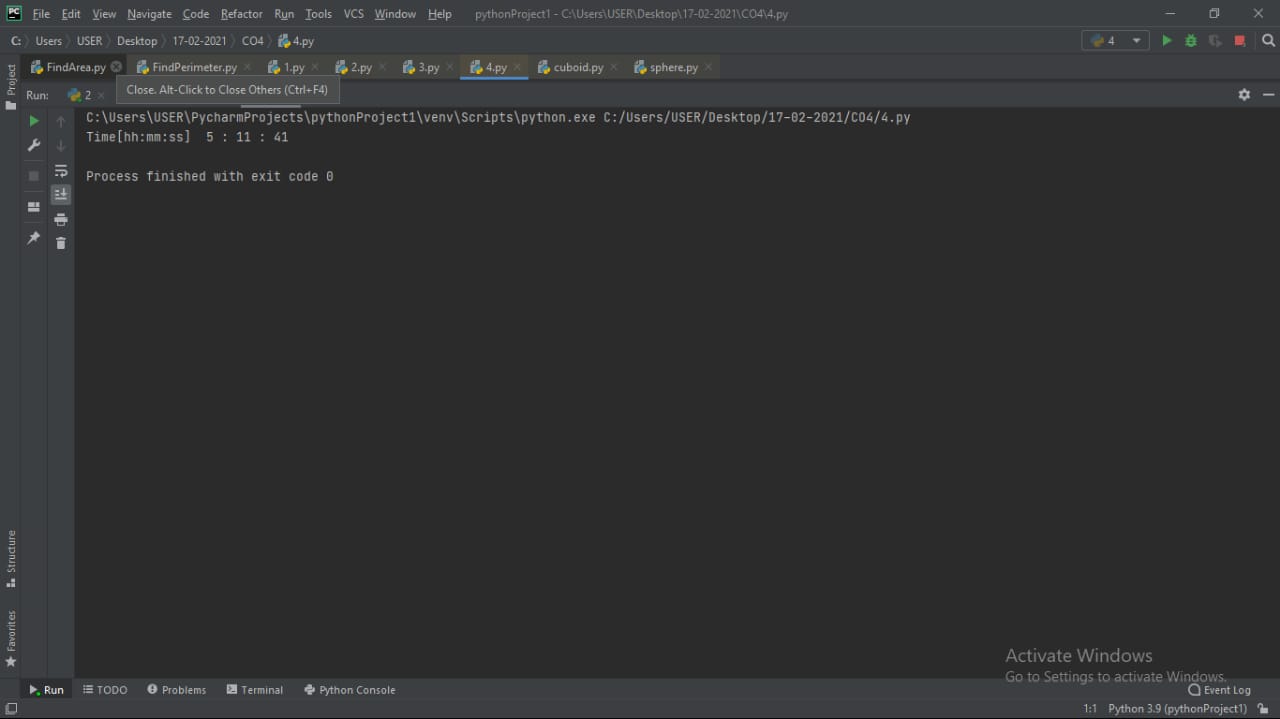 PC File Edit View Navigate Code Refactor Run Tools VCS Window Help pythonProject1 - C:\Users\USER\Desktop\17-02-2021\CO4\4.py
C: Users USER Desktop 17-02-2021 CO4 4.py 4
FindArea.py FindPerimeter.py 1.py 2.py 3.py 4.py cuboid.py sphere.py
Run: 2 Close. Alt-Click to Close Others (Ctrl+F4)
C:\Users\USER\PycharmProjects\pythonProject1\venv\Scripts\python.exe C:/Users/USER/Desktop/17-02-2021/CO4/4.py
Time[hh:mm:ss]  5 : 11 : 41
Process finished with exit code 0
Project
Structure
Favorites
Activate Windows
Go to Settings to activate Windows.
Run TODO Problems Terminal Python Console Event Log
1:1 Python 3.9 (pythonProject1)